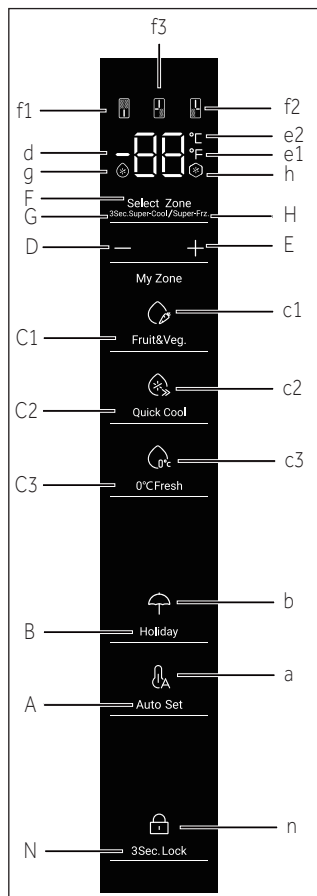 f3
f1 f2
-88 °C e2
d °F e1
g h
F Select Zone
G 3Sec.Super-Cool/Super-Frz. H
D — + E
My Zone
c1
C1 Fruit&Veg.
c2
C2 Quick Cool
0°c c3
C3 0°CFresh
b
B Holiday
A a
A Auto Set
n
N 3Sec.Lock